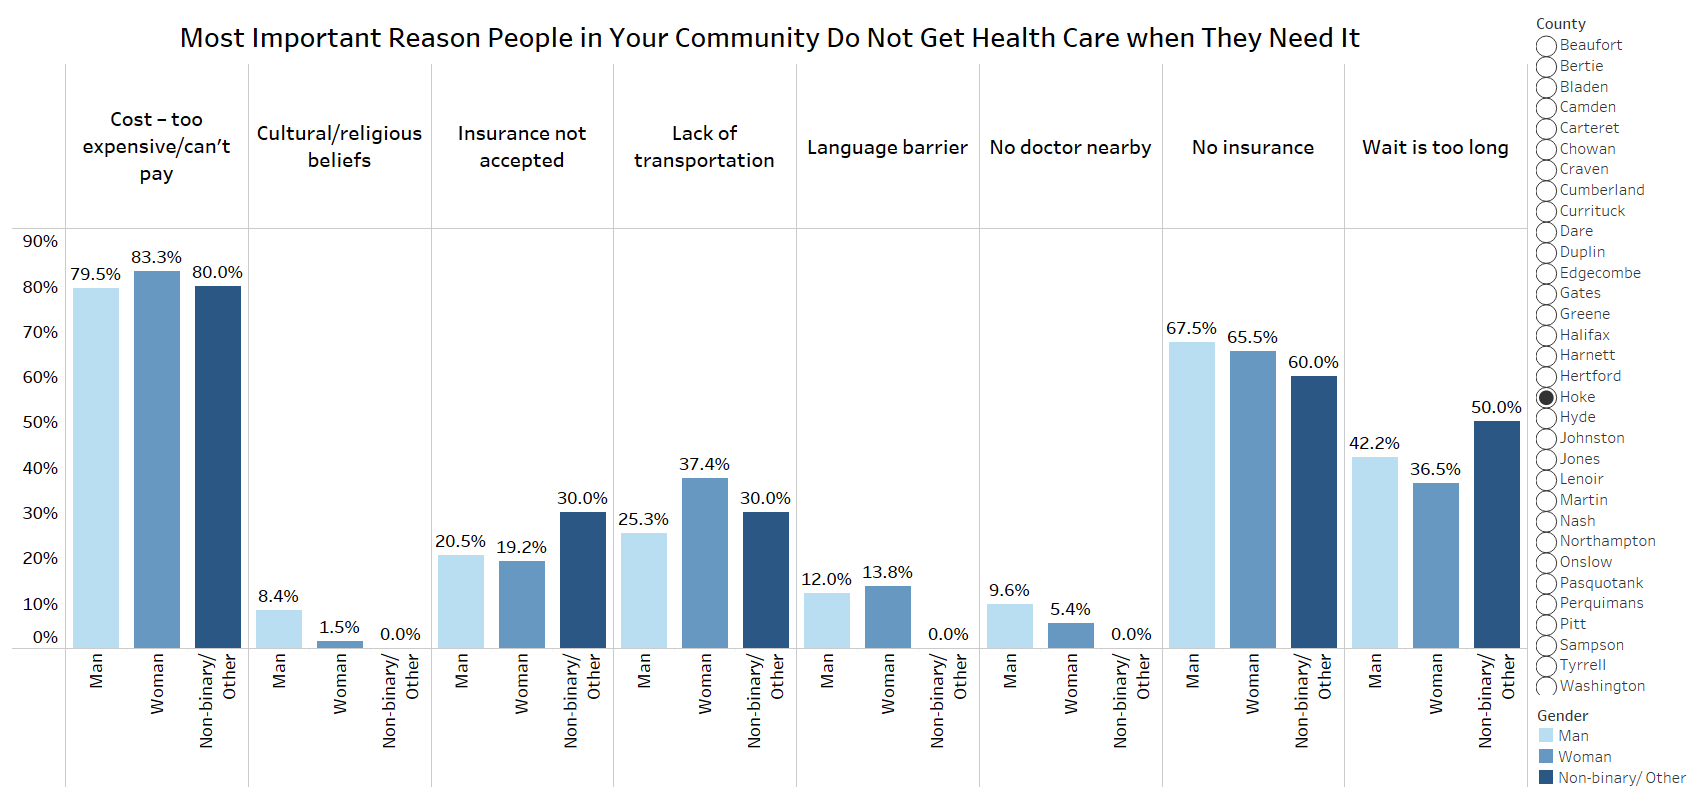 Most Important Reason People in Your Community Do Not Get Health Care when They Need It
Cost – too
expensive/can't
pay
Cultural/religious
beliefs
Insurance not
accepted
Lack of
transportation
Language barrier
No doctor nearby
No insurance
Wait is too long
90%
80%
70%
60%
50%
40%
30%
20%
10%
0%
79.5%
83.3%
80.0%
8.4%
1.5%
0.0%
20.5%
19.2%
30.0%
25.3%
37.4%
30.0%
12.0%
13.8%
0.0%
9.6%
5.4%
0.0%
67.5%
65.5%
60.0%
42.2%
36.5%
50.0%
Man
Woman
Non-binary/
Other
Man
Woman
Non-binary/
Other
Man
Woman
Non-binary/
Other
Man
Woman
Non-binary/
Other
Man
Woman
Non-binary/
Other
Man
Woman
Non-binary/
Other
Man
Woman
Non-binary/
Other
Man
Woman
Non-binary/
Other
County
Beaufort
Bertie
Bladen
Camden
Carteret
Chowan
Craven
Cumberland
Currituck
Dare
Duplin
Edgecombe
Gates
Greene
Halifax
Harnett
Hertford
Hoke
Hyde
Johnston
Jones
Lenoir
Martin
Nash
Northampton
Onslow
Pasquotank
Perquimans
Pitt
Sampson
Tyrrell
Washington
Gender
Man
Woman
Non-binary/ Other